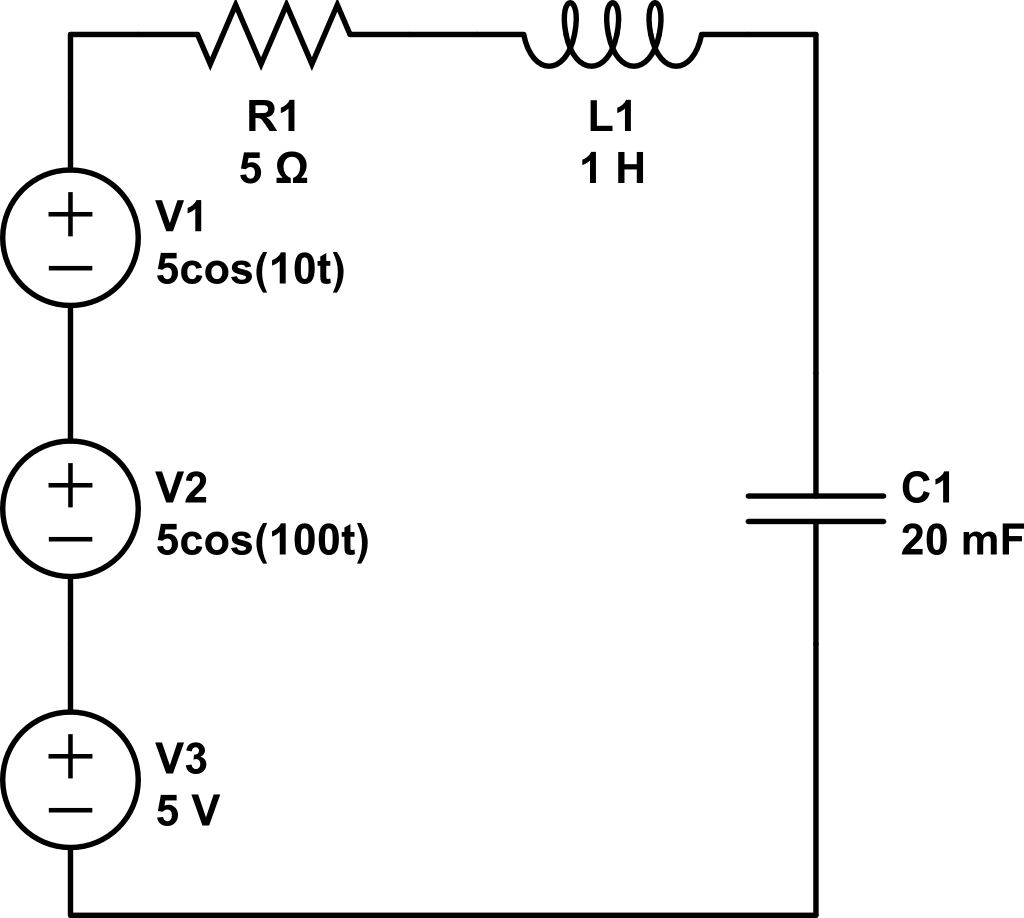 R1
5 Ω
L1
1 H
V1
5cos(10t)
V2
5cos(100t)
C1
20 mF
V3
5 V